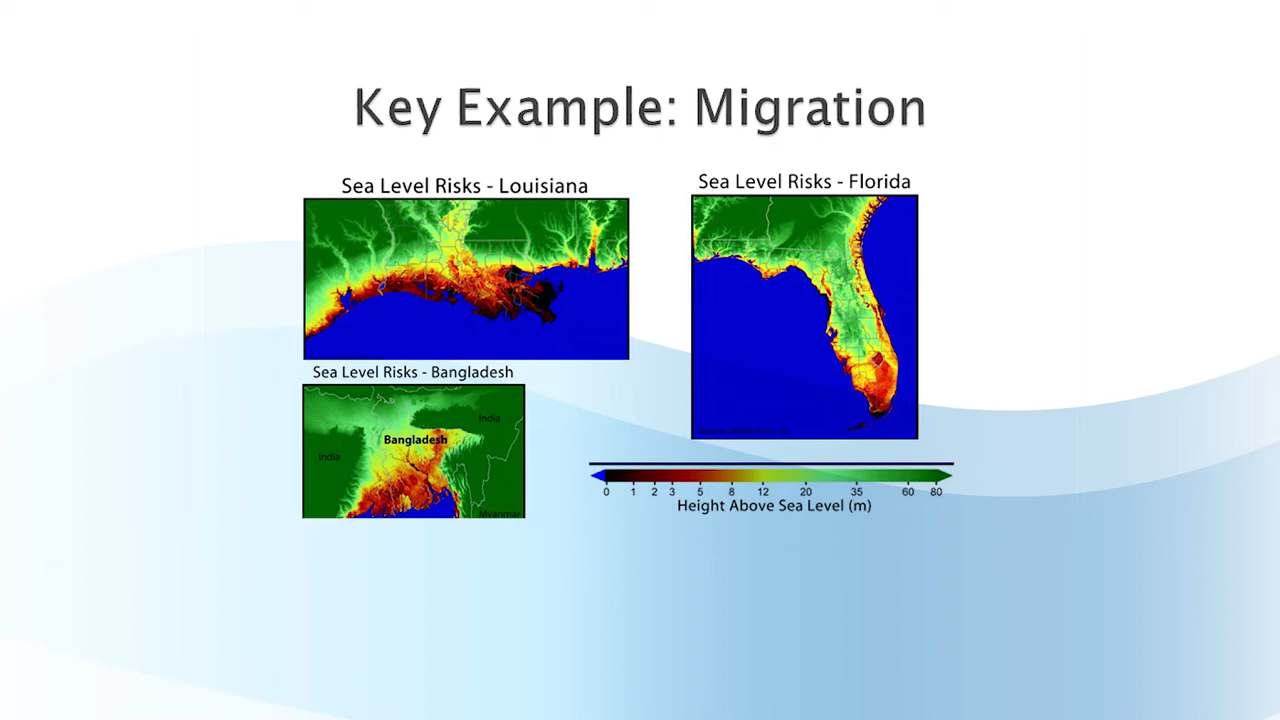 Key Example: Migration
Sea Level Risks - Louisiana
Sea Level Risks - Florida
Sea Level Risks - Bangladesh
India
Bangladesh
India
Myanmar
0 1 2 3 5 8 12 20 35 60 80
Height Above Sea Level (m)